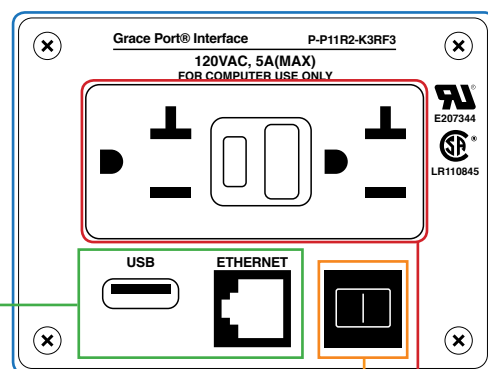 Grace Port® Interface P-P11R2-K3RF3
120VAC, 5A(MAX)
FOR COMPUTER USE ONLY
E207344
LR110845
USB ETHERNET